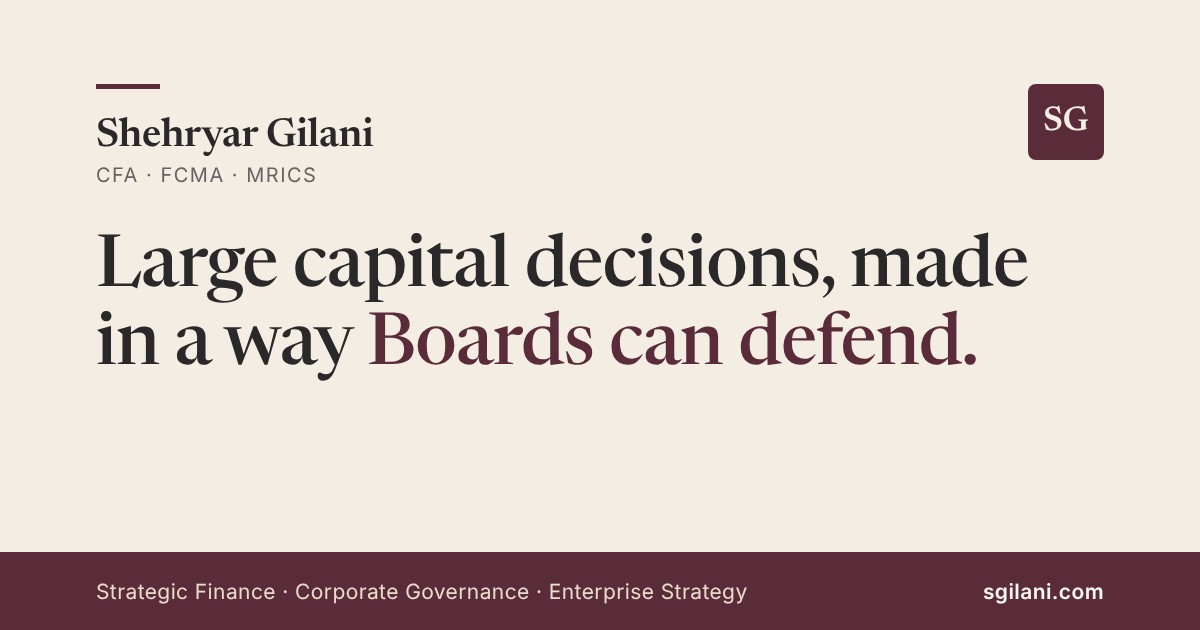 Shehryar Gilani
SG
CFA · FCMA · MRICS
Large capital decisions, made
in a way Boards can defend.
Strategic Finance · Corporate Governance · Enterprise Strategy
sgilani.com